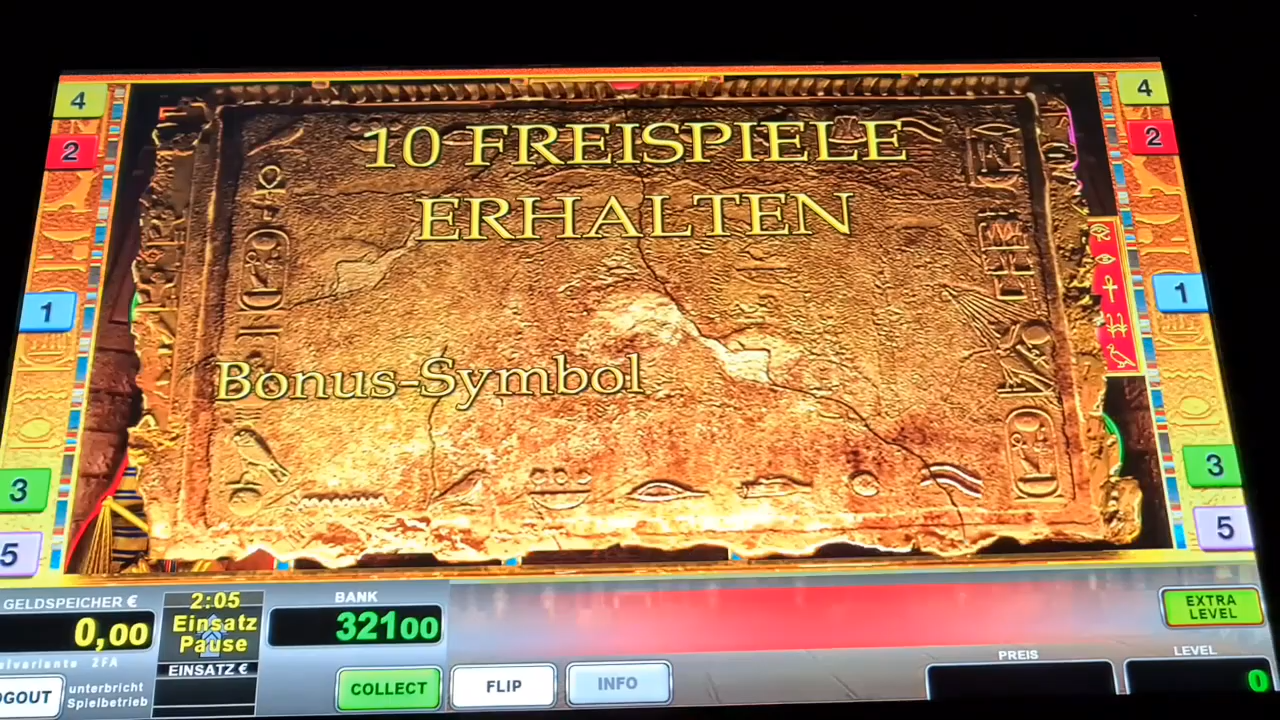 4
4
2
2
10 FREISPIELE
ERHALTEN
1
1
Bonus-Symbol
3
3
5
5
GELDSPEICHER €
0,00
2:05
Einsatz
Pause
BANK
32100
EXTRA
LEVEL
2FA
EINSATZ €
OGOUT
unterbricht
Spielbetrieb
COLLECT
FLIP
INFO
PREIS
LEVEL
0